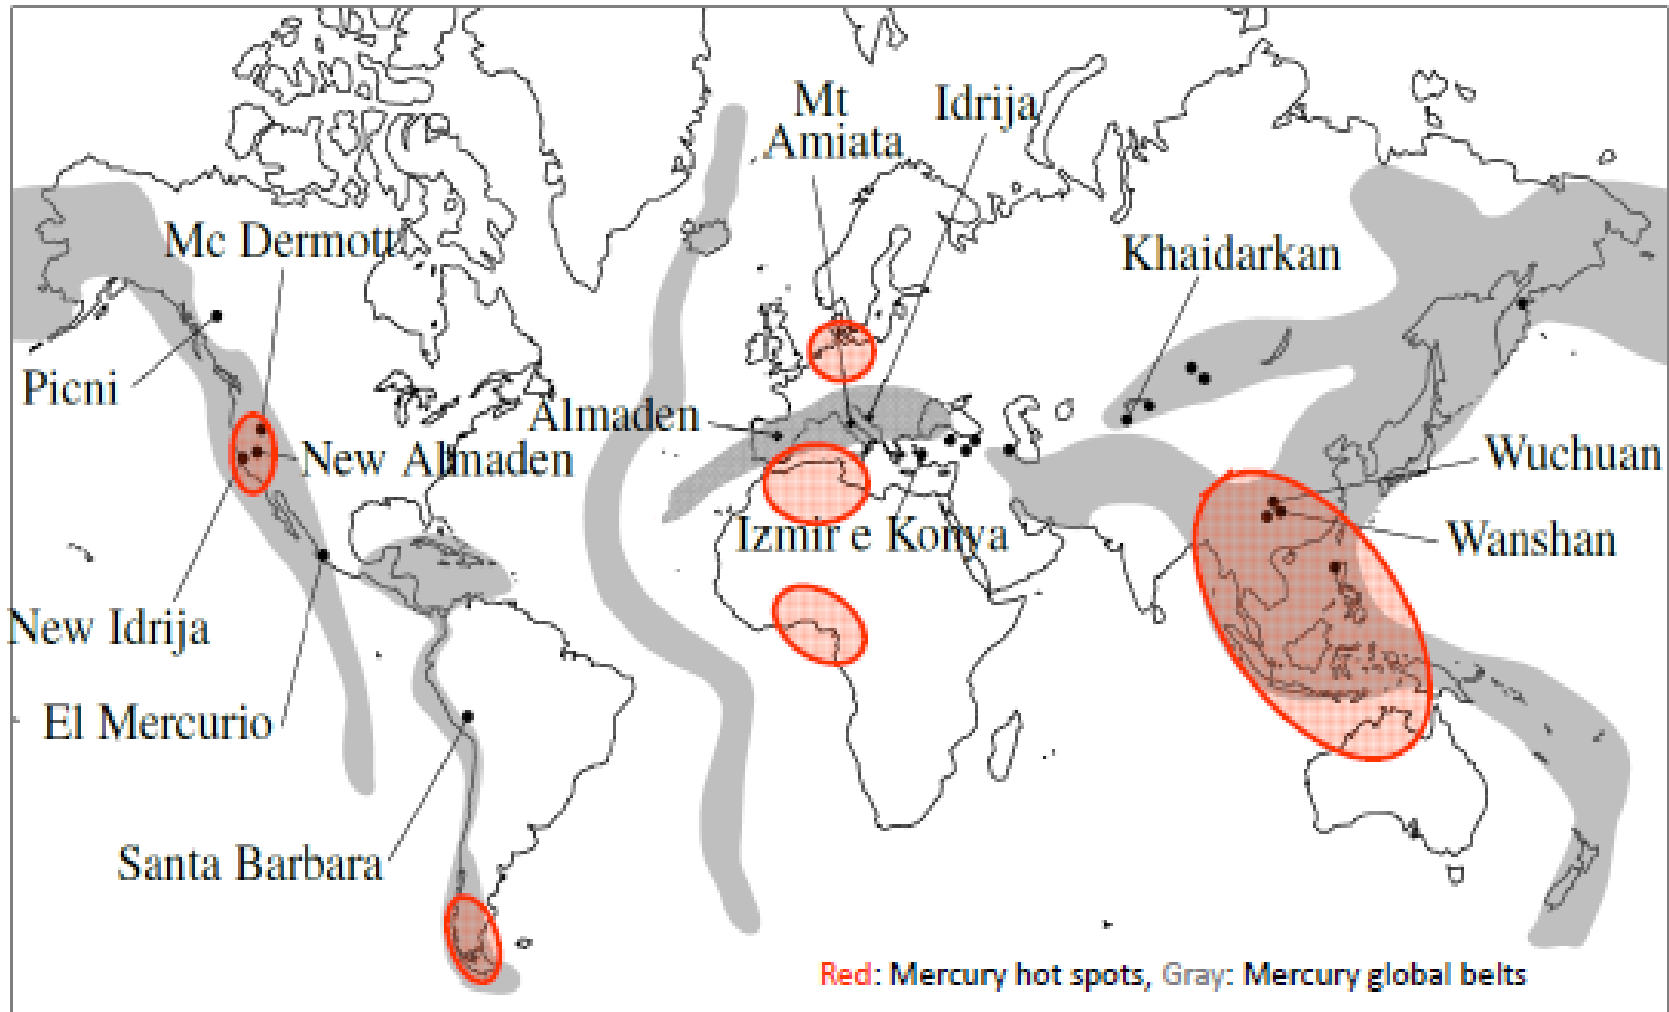 Mt
Amiata
Idrija
Mc Dermott
Khaidarkan
Picni
Almaden
New Almaden
Wuchuan
Izmir e Konya
Wanshan
New Idrija
El Mercurio
Santa Barbara
Red: Mercury hot spots, Gray: Mercury global belts